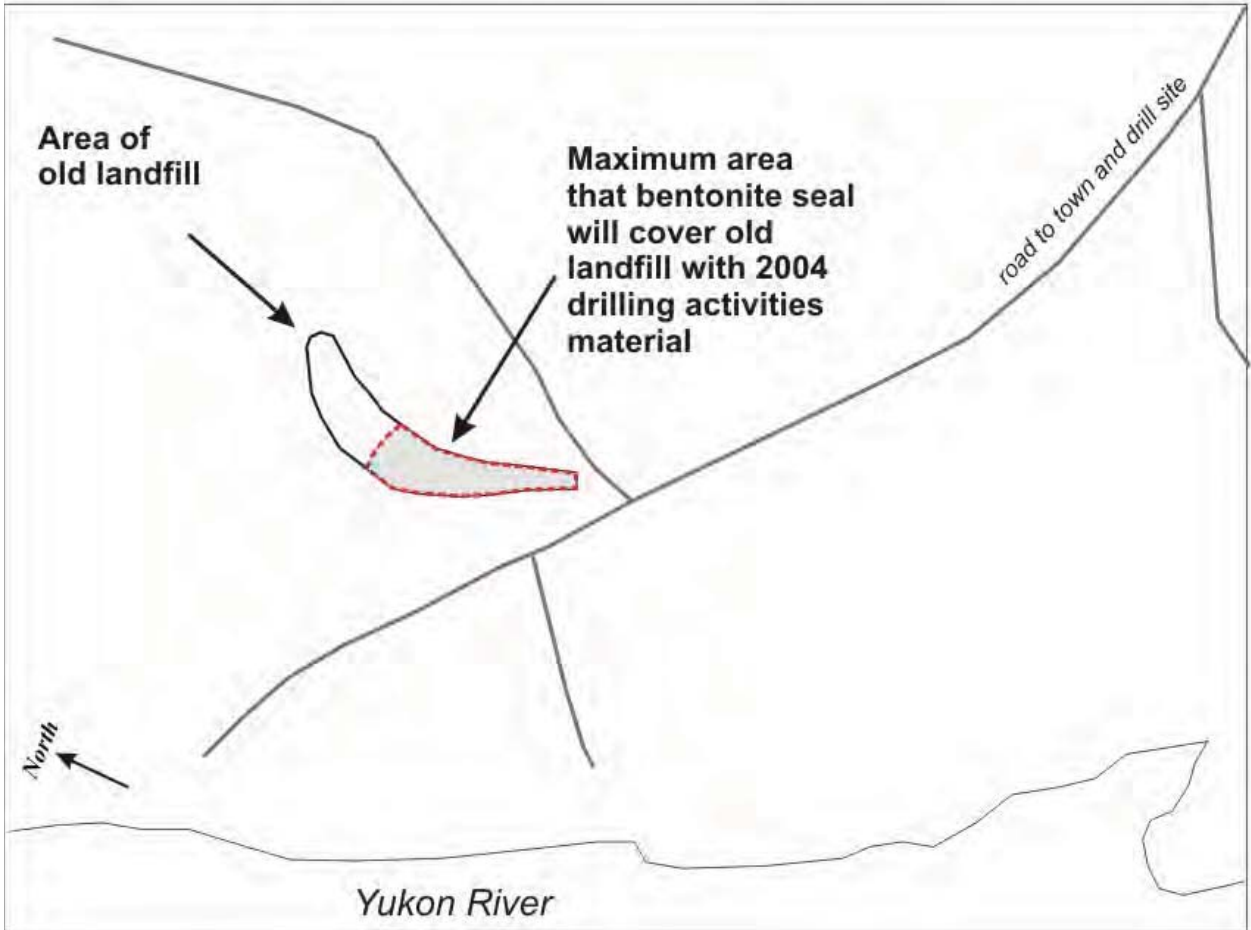 Area of
old landfill
Maximum area
that bentonite seal
will cover old
landfill with 2004
drilling activities
material
road to town and drill site
North
Yukon River